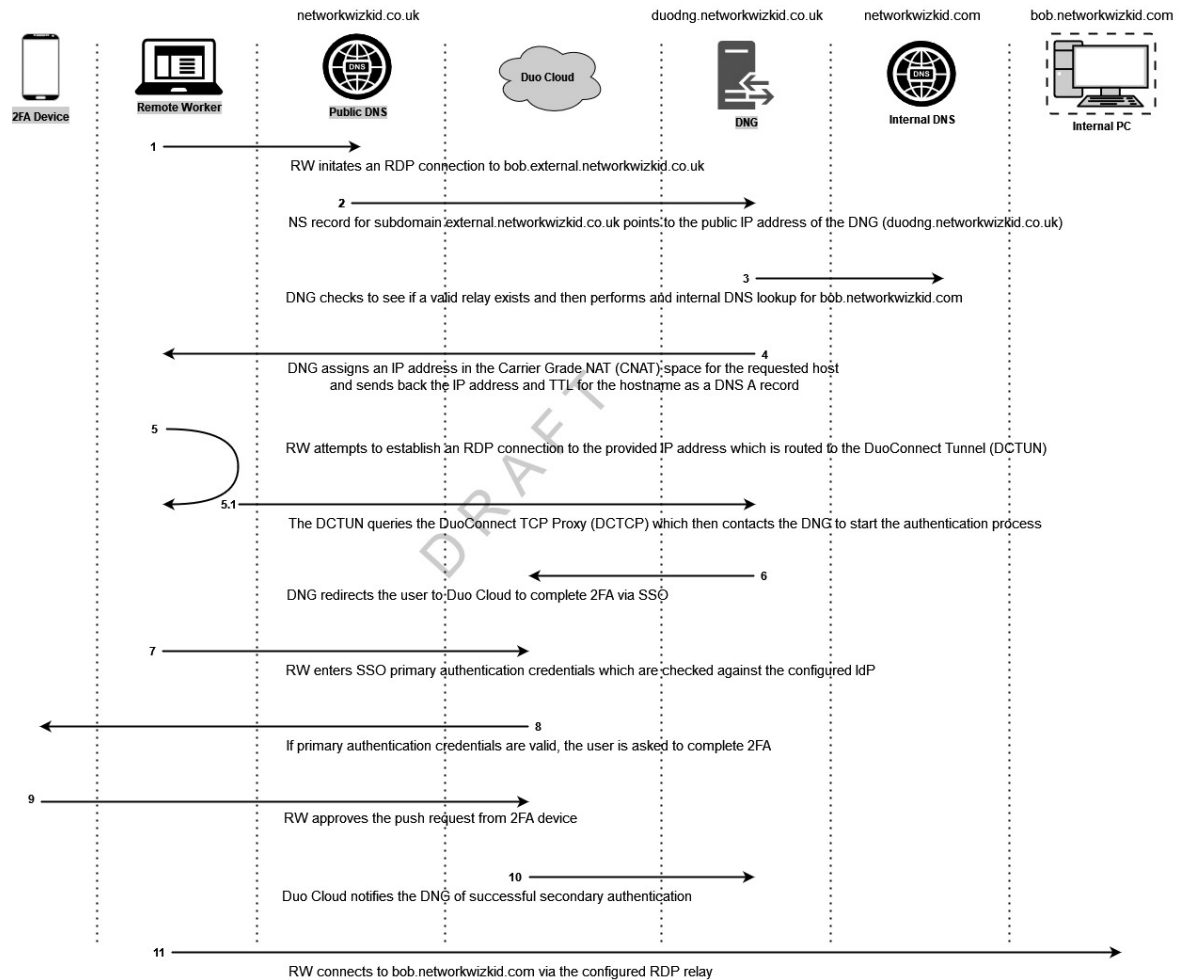 networkwizkid.co.uk
duodng.networkwizkid.co.uk
networkwizkid.com
bob.networkwizkid.com
2FA Device
Remote Worker
DNS
Public DNS
Duo Cloud
DNG
DNS
Internal DNS
Internal PC
1
RW initates an RDP connection to bob.external.networkwizkid.co.uk
2
NS record for subdomain external.networkwizkid.co.uk points to the public IP address of the DNG (duodng.networkwizkid.co.uk)
3
DNG checks to see if a valid relay exists and then performs and internal DNS lookup for bob.networkwizkid.com
4
DNG assigns an IP address in the Carrier Grade NAT (CNAT) space for the requested host
and sends back the IP address and TTL for the hostname as a DNS A record
5
RW attempts to establish an RDP connection to the provided IP address which is routed to the DuoConnect Tunnel (DCTUN)
5.1
The DCTUN queries the DuoConnect TCP Proxy (DCTCP) which then contacts the DNG to start the authentication process
DRAFT
6
DNG redirects the user to Duo Cloud to complete 2FA via SSO
7
RW enters SSO primary authentication credentials which are checked against the configured IdP
8
If primary authentication credentials are valid, the user is asked to complete 2FA
9
RW approves the push request from 2FA device
10
Duo Cloud notifies the DNG of successful secondary authentication
11
RW connects to bob.networkwizkid.com via the configured RDP relay